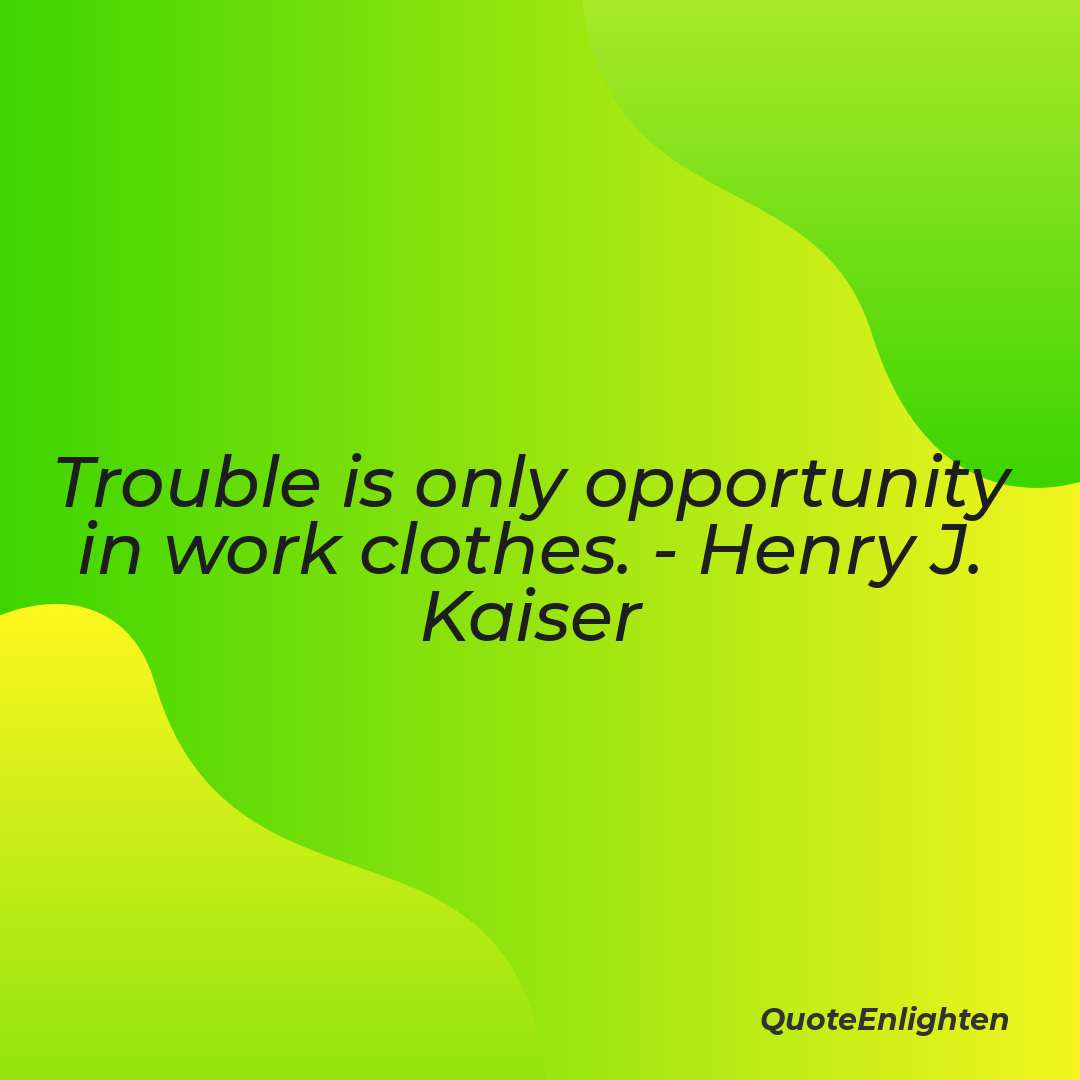 Trouble is only opportunity
in work clothes. - Henry J.
Kaiser
QuoteEnlighten